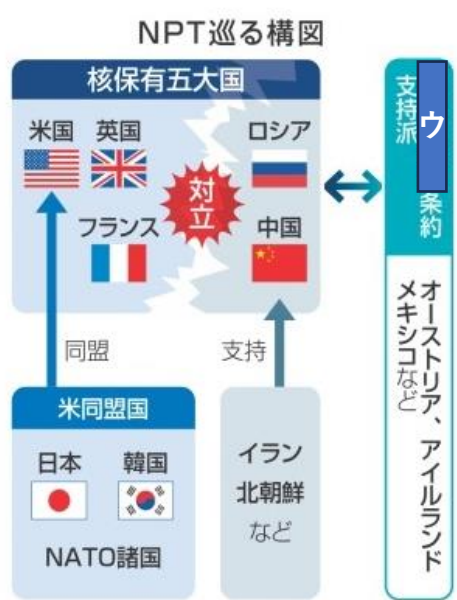 NPT巡る構図
核保有五大国
米国 英国
ロシア
対立
フランス
中国
同盟
支持
米同盟国
日本 韓国
NATO諸国
イラン
北朝鮮
など
ウ
条約
支持派
オーストリア、アイルランド
メキシコなど